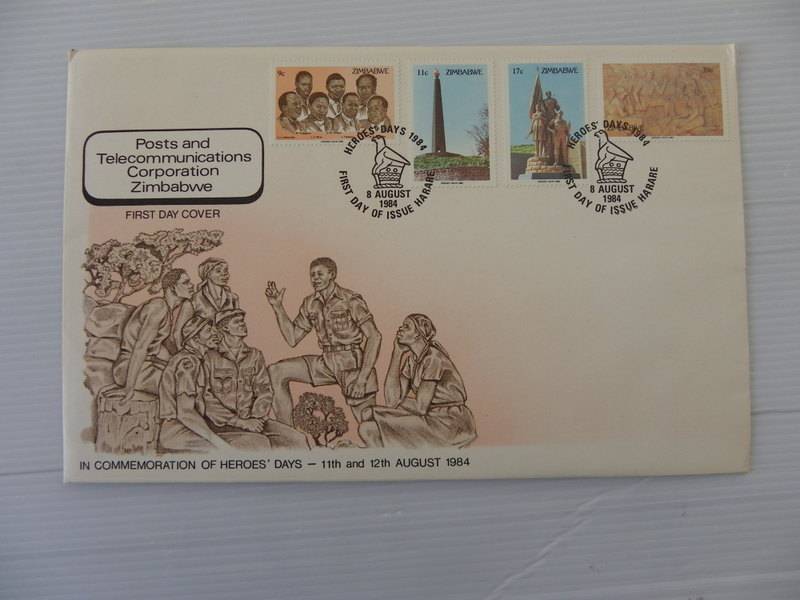 9c ZIMBABWE
11c ZIMBABWE
17c ZIMBABWE
HEROES' DAYS 1984
8 AUGUST
1984
FIRST DAY OF ISSUE HARARE
HEROES' DAYS 1984
8 AUGUST
1984
FIRST DAY OF ISSUE HARARE
Posts and
Telecommunications
Corporation
Zimbabwe
FIRST DAY COVER
IN COMMEMORATION OF HEROES' DAYS – 11th and 12th AUGUST 1984